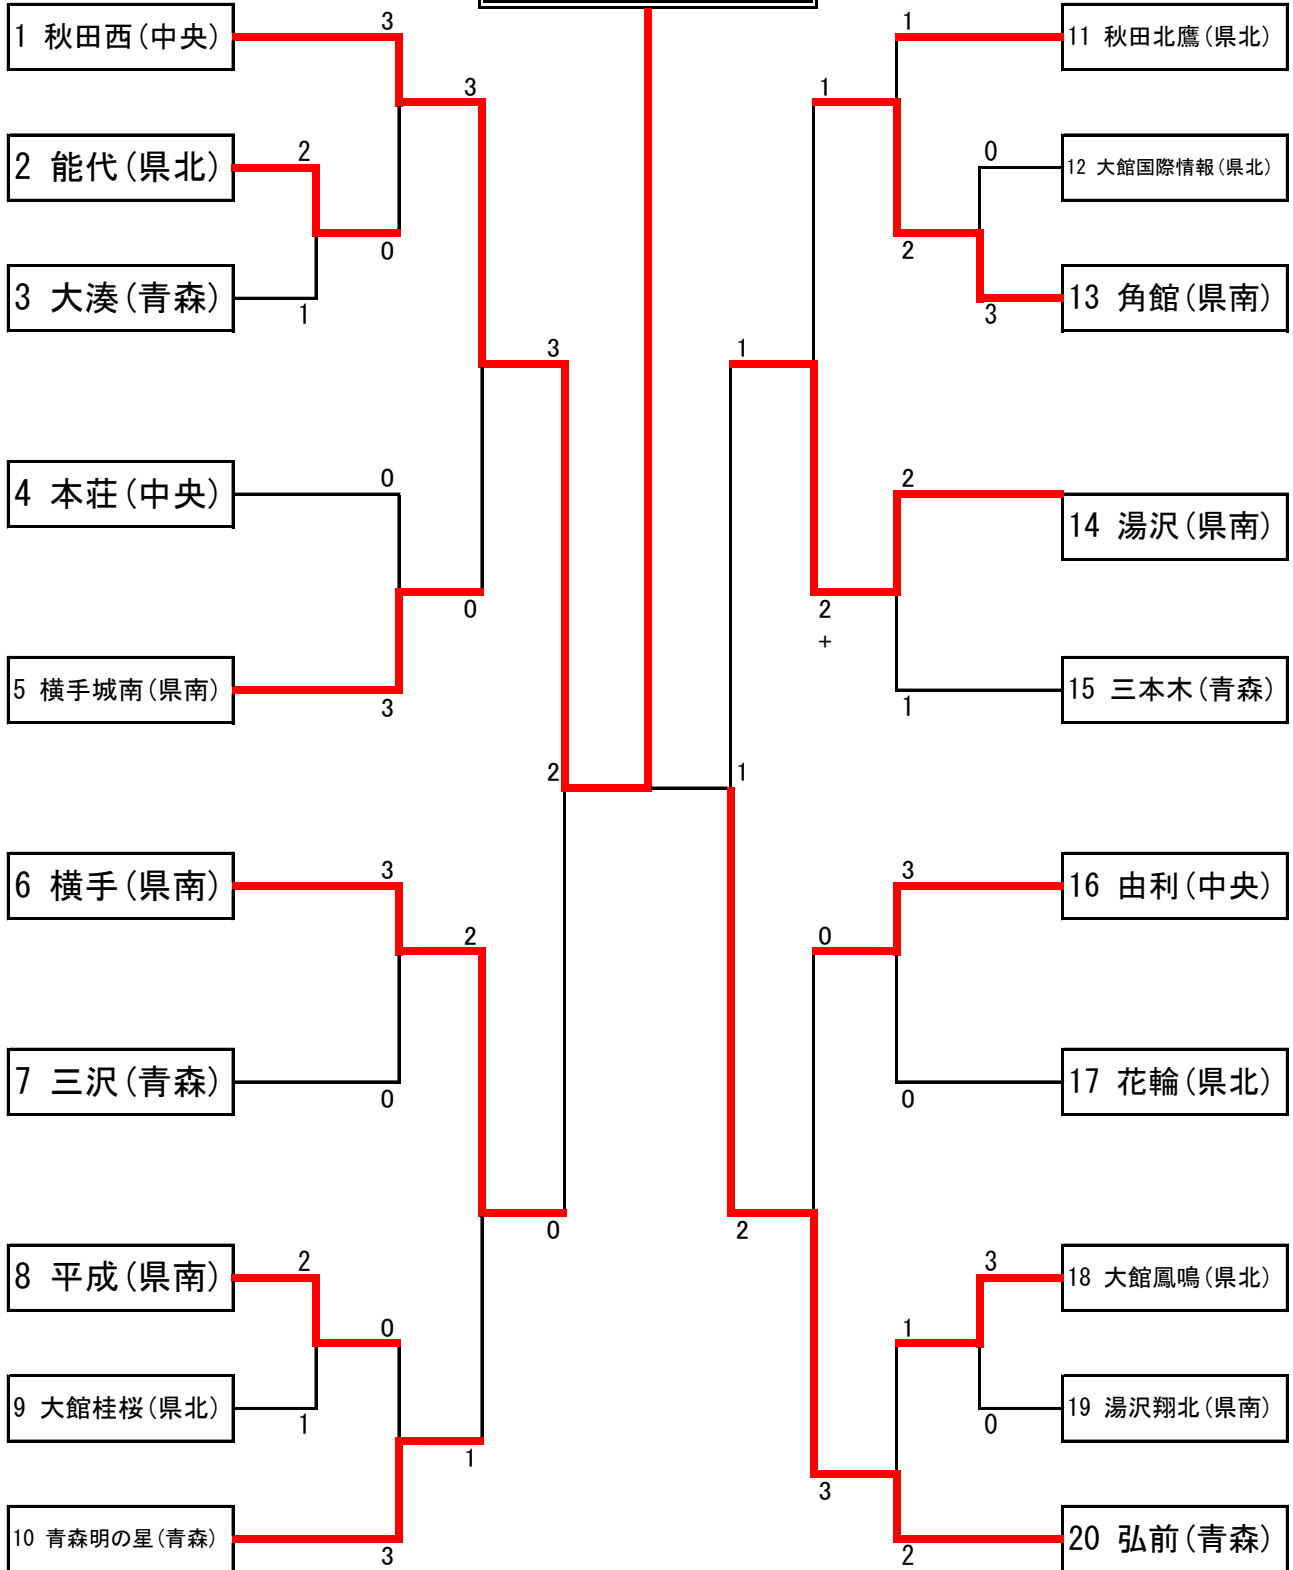 1 秋田西(中央)
3
2 能代(県北)
2
3 大湊(青森)
1
0
3
4 本荘(中央)
0
5 横手城南(県南)
3
0
3
6 横手(県南)
3
7 三沢(青森)
0
2
8 平成(県南)
2
9 大館桂桜(県北)
1
0
10 青森明の星(青森)
3
1
0
2
1
11 秋田北鷹(県北)
1
12 大館国際情報(県北)
0
13 角館(県南)
3
2
1
14 湯沢(県南)
2
15 三本木(青森)
1
2
+
1
16 由利(中央)
3
17 花輪(県北)
0
0
18 大館鳳鳴(県北)
3
19 湯沢翔北(県南)
0
1
20 弘前(青森)
2
3
2